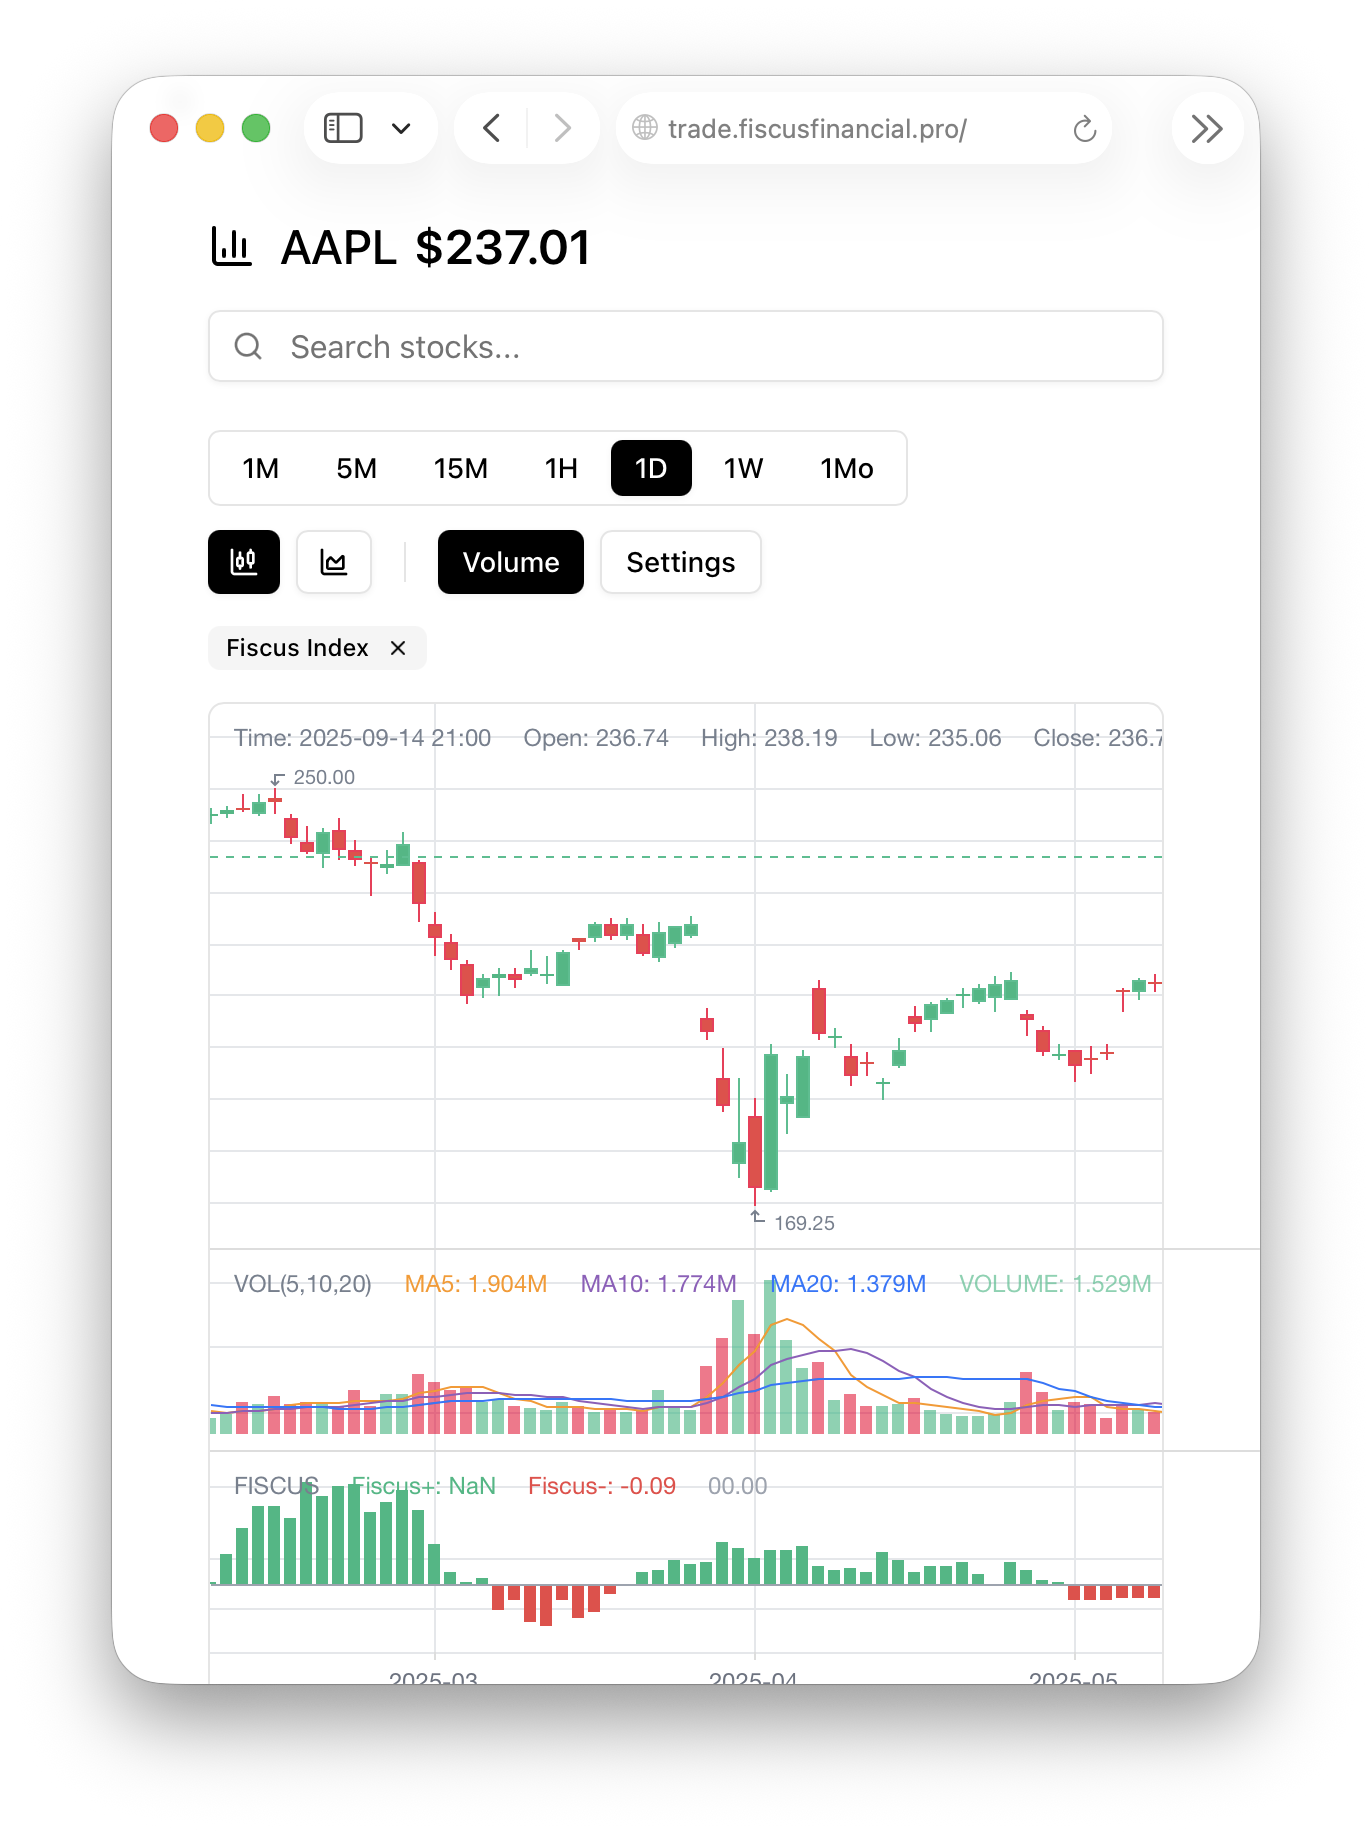 trade.fiscusfinancial.pro/
AAPL $237.01
Search stocks...
1M 5M 15M 1H 1D 1W 1Mo
Volume Settings
Fiscus Index
Time: 2025-09-14 21:00 Open: 236.74 High: 238.19 Low: 235.06 Close: 236.7
250.00
169.25
VOL(5,10,20) MA5: 1.904M MA10: 1.774M MA20: 1.379M VOLUME: 1.529M
FISCUS Fiscus+: NaN Fiscus-: -0.09 00.00
2025-03 2025-04 2025-05